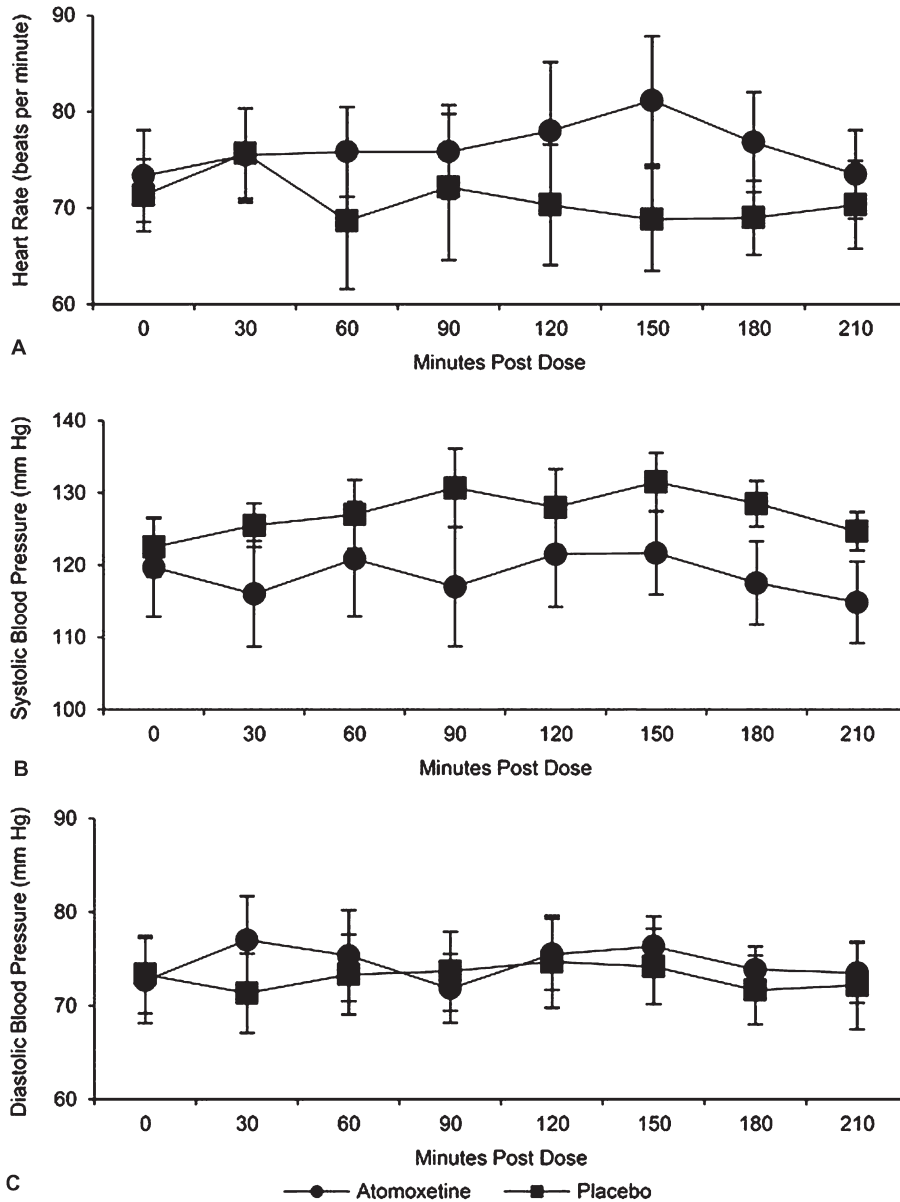 Heart Rate (beats per minute)
90
80
70
60
0 30 60 90 120 150 180 210
Minutes Post Dose
A
Systolic Blood Pressure (mm Hg)
140
130
120
110
100
0 30 60 90 120 150 180 210
Minutes Post Dose
B
Diastolic Blood Pressure (mm Hg)
90
80
70
60
0 30 60 90 120 150 180 210
Minutes Post Dose
C
Atomoxetine Placebo